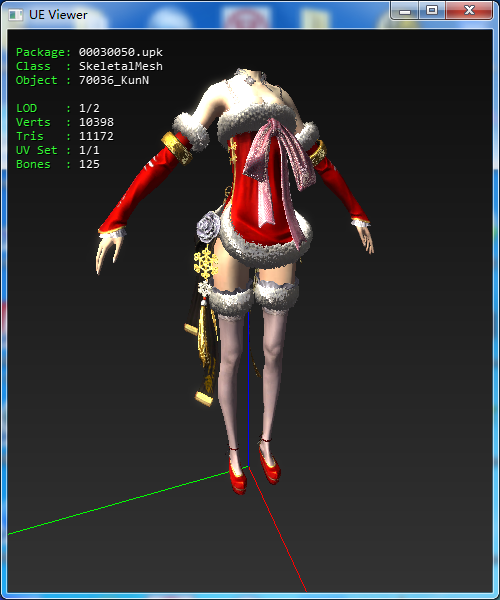 UE Viewer
Package: 00030050.upk
Class  : SkeletalMesh
Object : 70036_KunN
LOD    : 1/2
Verts  : 10398
Tris   : 11172
UV Set : 1/1
Bones  : 125